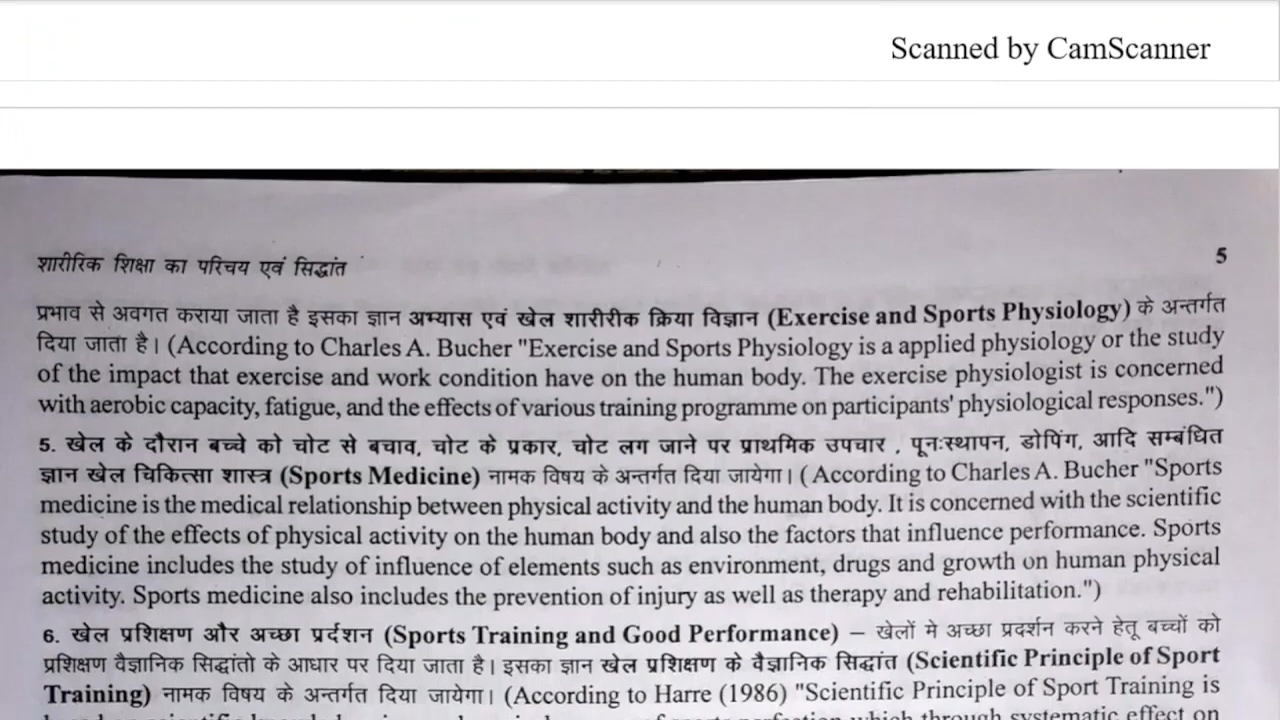 Scanned by CamScanner
शारीरिक शिक्षा का परिचय एवं सिद्धांत
5
प्रभाव से अवगत कराया जाता है इसका ज्ञान अभ्यास एवं खेल शारीरीक क्रिया विज्ञान (Exercise and Sports Physiology) के अन्तर्गत
दिया जाता है। (According to Charles A. Bucher "Exercise and Sports Physiology is a applied physiology or the study
of the impact that exercise and work condition have on the human body. The exercise physiologist is concerned
with aerobic capacity, fatigue, and the effects of various training programme on participants' physiological responses.")
5. खेल के दौरान बच्चे को चोट से बचाव, चोट के प्रकार, चोट लग जाने पर प्राथमिक उपचार , पूनःस्थापन, डोपिंग, आदि सम्बंधित
ज्ञान खेल चिकित्सा शास्त्र (Sports Medicine) नामक विषय के अन्तर्गत दिया जायेगा। ( According to Charles A. Bucher "Sports
medicine is the medical relationship between physical activity and the human body. It is concerned with the scientific
study of the effects of physical activity on the human body and also the factors that influence performance. Sports
medicine includes the study of influence of elements such as environment, drugs and growth on human physical
activity. Sports medicine also includes the prevention of injury as well as therapy and rehabilitation.")
6. खेल प्रशिक्षण और अच्छा प्रर्दशन (Sports Training and Good Performance) – खेलों मे अच्छा प्रदर्शन करने हेतू बच्चों को
प्रशिक्षण वैज्ञानिक सिद्धांतो के आधार पर दिया जाता है। इसका ज्ञान खेल प्रशिक्षण के वैज्ञानिक सिद्धांत (Scientific Principle of Sport
Training) नामक विषय के अन्तर्गत दिया जायेगा। (According to Harre (1986) "Scientific Principle of Sport Training is
which through systematic effect on